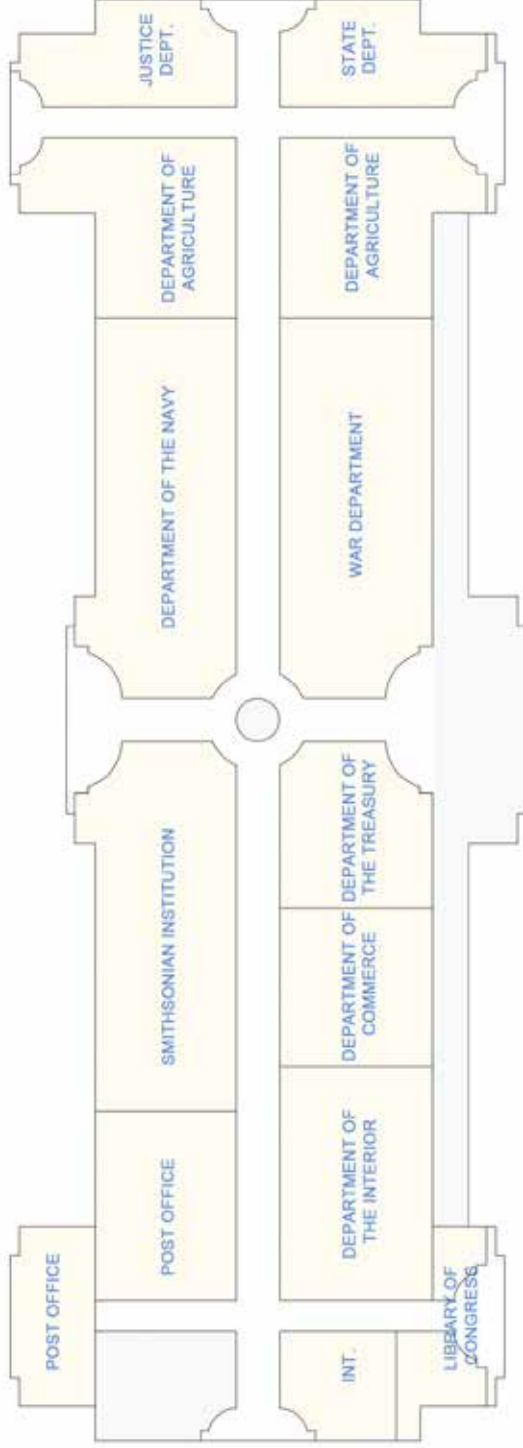 POST OFFICE
POST OFFICE
SMITHSONIAN INSTITUTION
DEPARTMENT OF THE NAVY
DEPARTMENT OF
AGRICULTURE
JUSTICE
DEPT.
INT.
DEPARTMENT OF
THE INTERIOR
DEPARTMENT OF
COMMERCE
DEPARTMENT OF
THE TREASURY
WAR DEPARTMENT
DEPARTMENT OF
AGRICULTURE
STATE
DEPT.
LIBRARY OF
CONGRESS